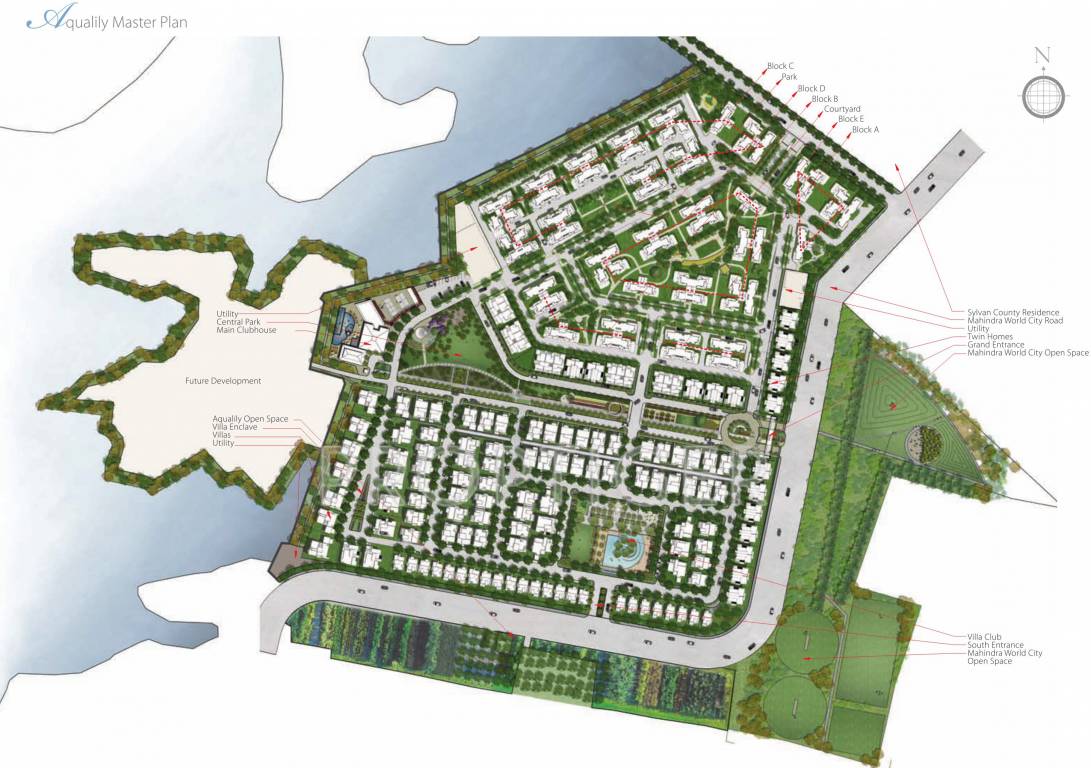 Aqualily Master Plan
N
Block C
Park
Block D
Block B
Courtyard
Block E
Block A
Utility
Central Park
Main Clubhouse
Future Development
Sylvan County Residence
Mahindra World City Road
Utility
Twin Homes
Grand Entrance
Mahindra World City Open Space
Aqualily Open Space
Villa Enclave
Villas
Utility
Villa Club
South Entrance
Mahindra World City
Open Space